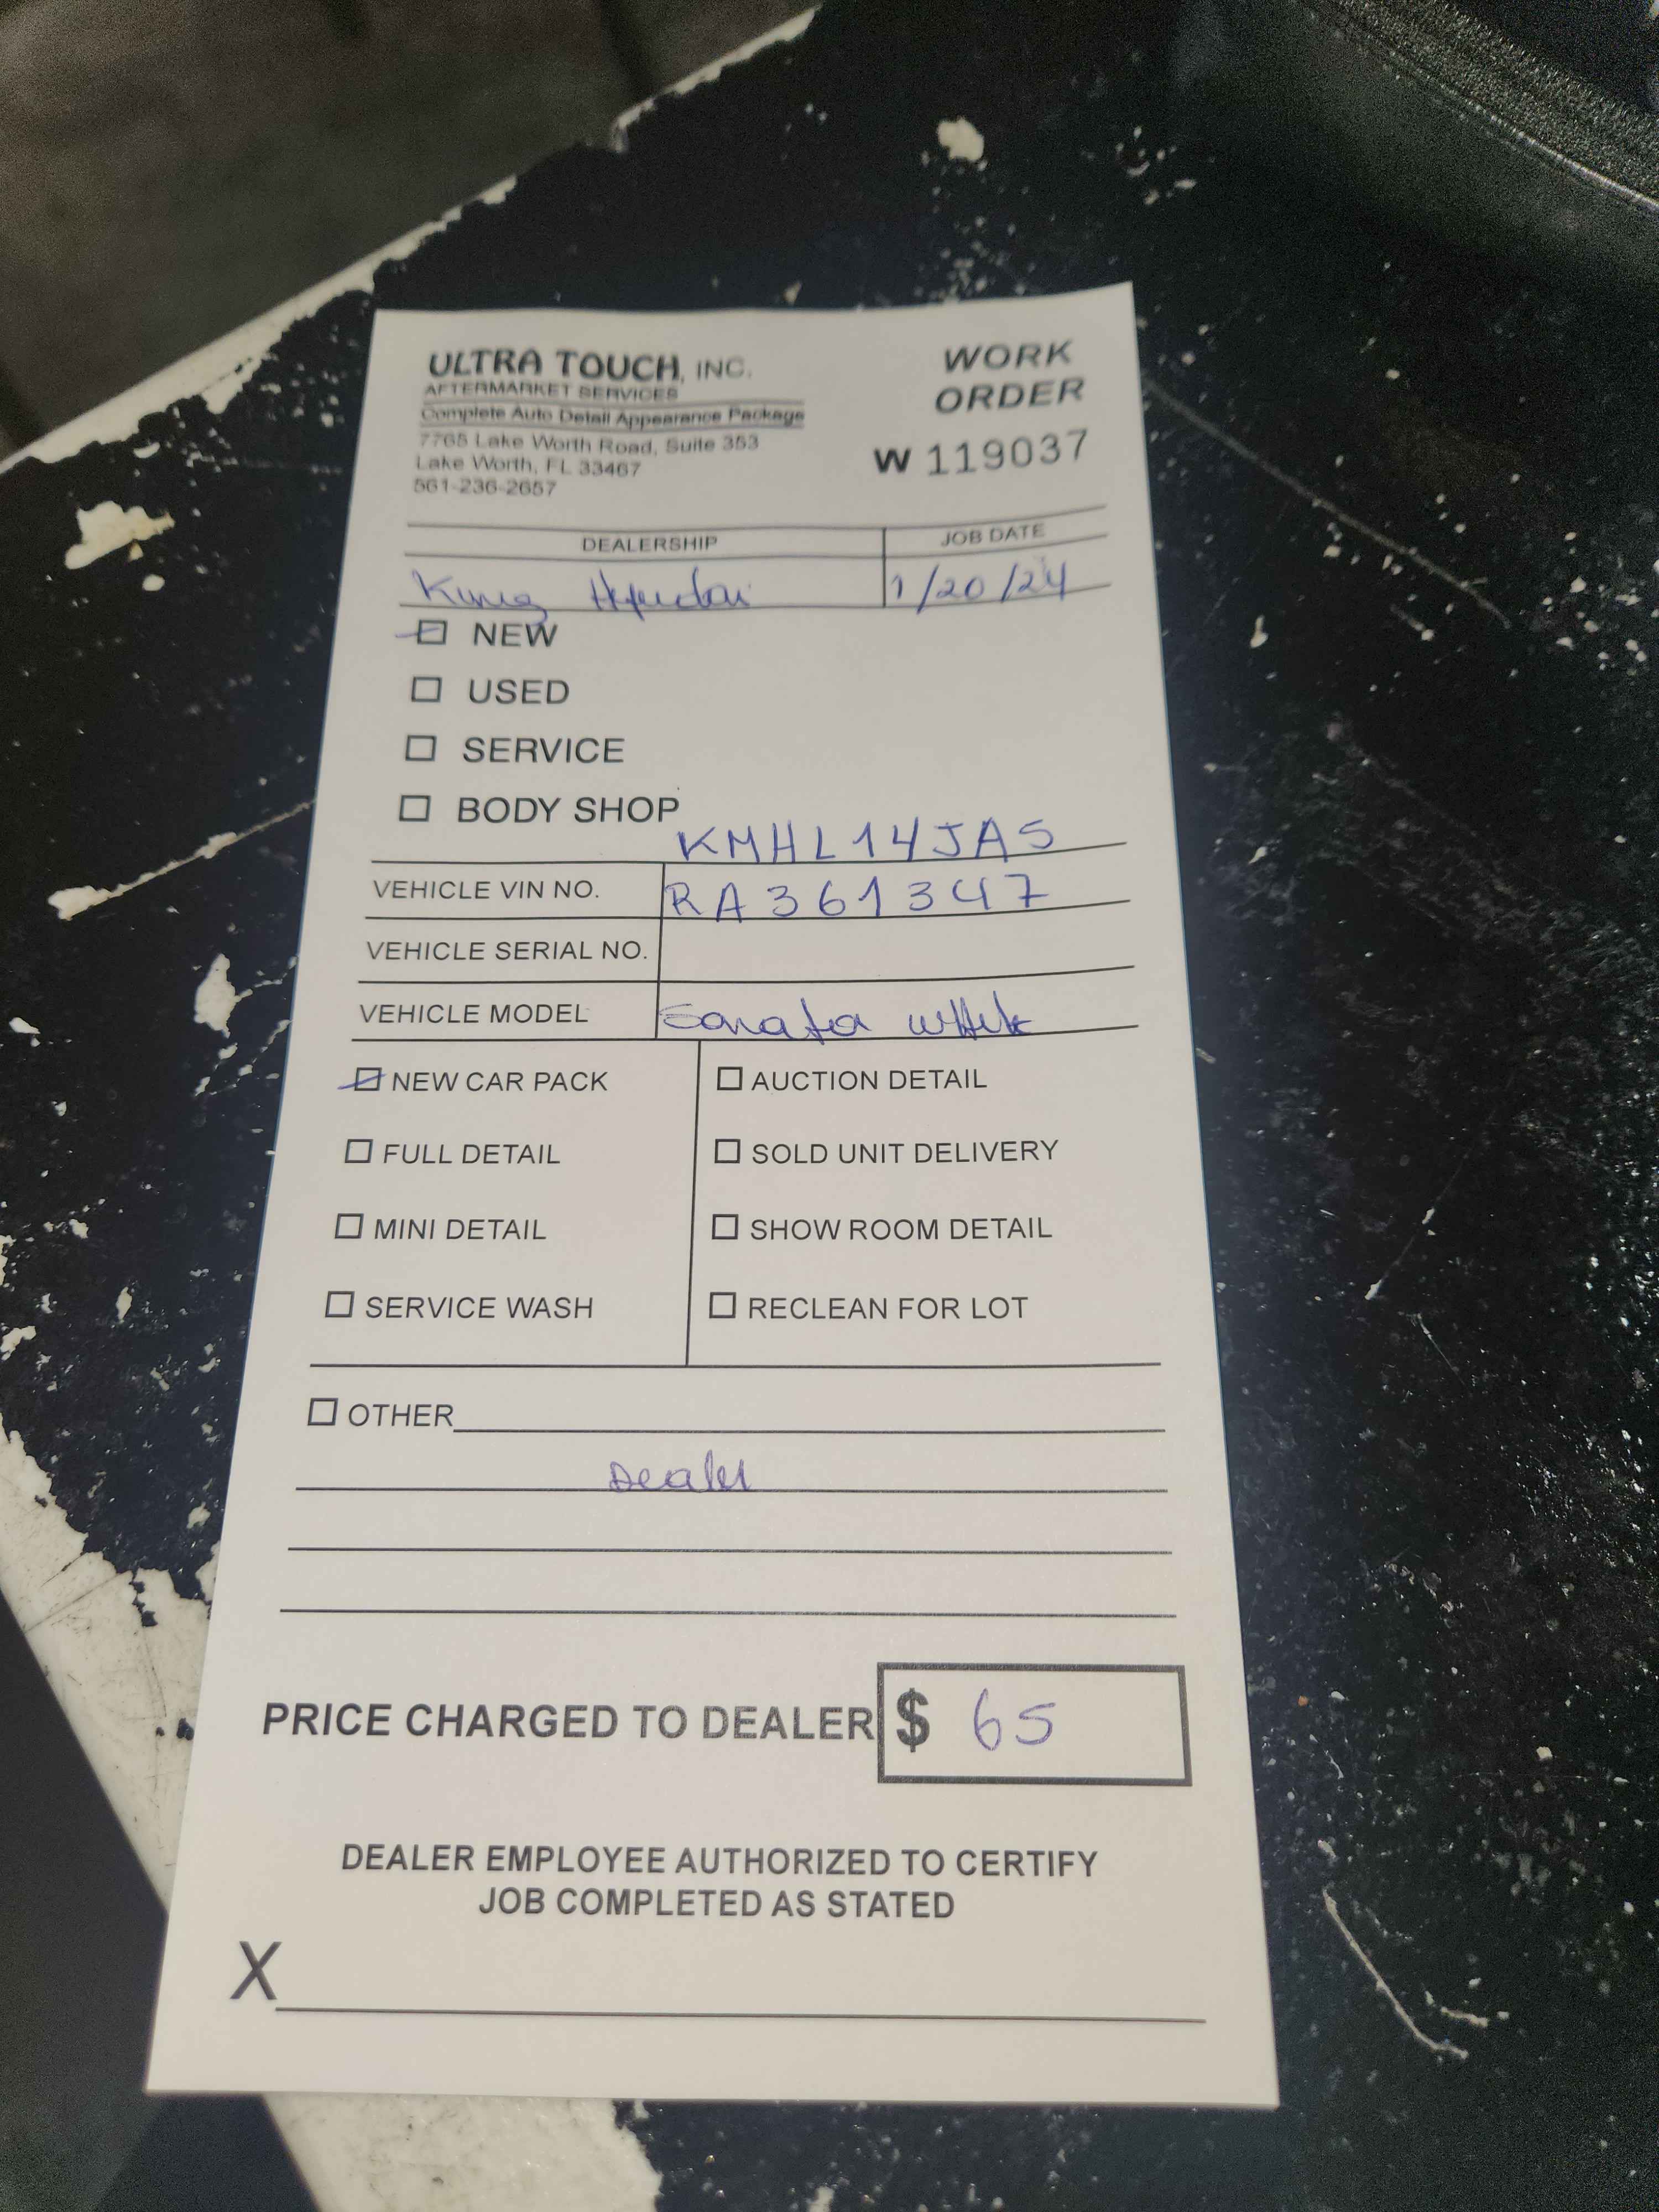 ULTRA TOUCH, INC.
AFTERMARKET SERVICES
Complete Auto Detail Appearance Package
7765 Lake Worth Road, Suite 353
Lake Worth, FL 33467
561-236-2657
WORK
ORDER
W 119037
DEALERSHIP
JOB DATE
King Hyundai
1/20/24
NEW
USED
SERVICE
BODY SHOP
KMHL14JA5
VEHICLE VIN NO. RA361347
VEHICLE SERIAL NO.
VEHICLE MODEL Sonata white
NEW CAR PACK
AUCTION DETAIL
FULL DETAIL
SOLD UNIT DELIVERY
MINI DETAIL
SHOW ROOM DETAIL
SERVICE WASH
RECLEAN FOR LOT
OTHER
Dealer
PRICE CHARGED TO DEALER $ 65
DEALER EMPLOYEE AUTHORIZED TO CERTIFY
JOB COMPLETED AS STATED
X